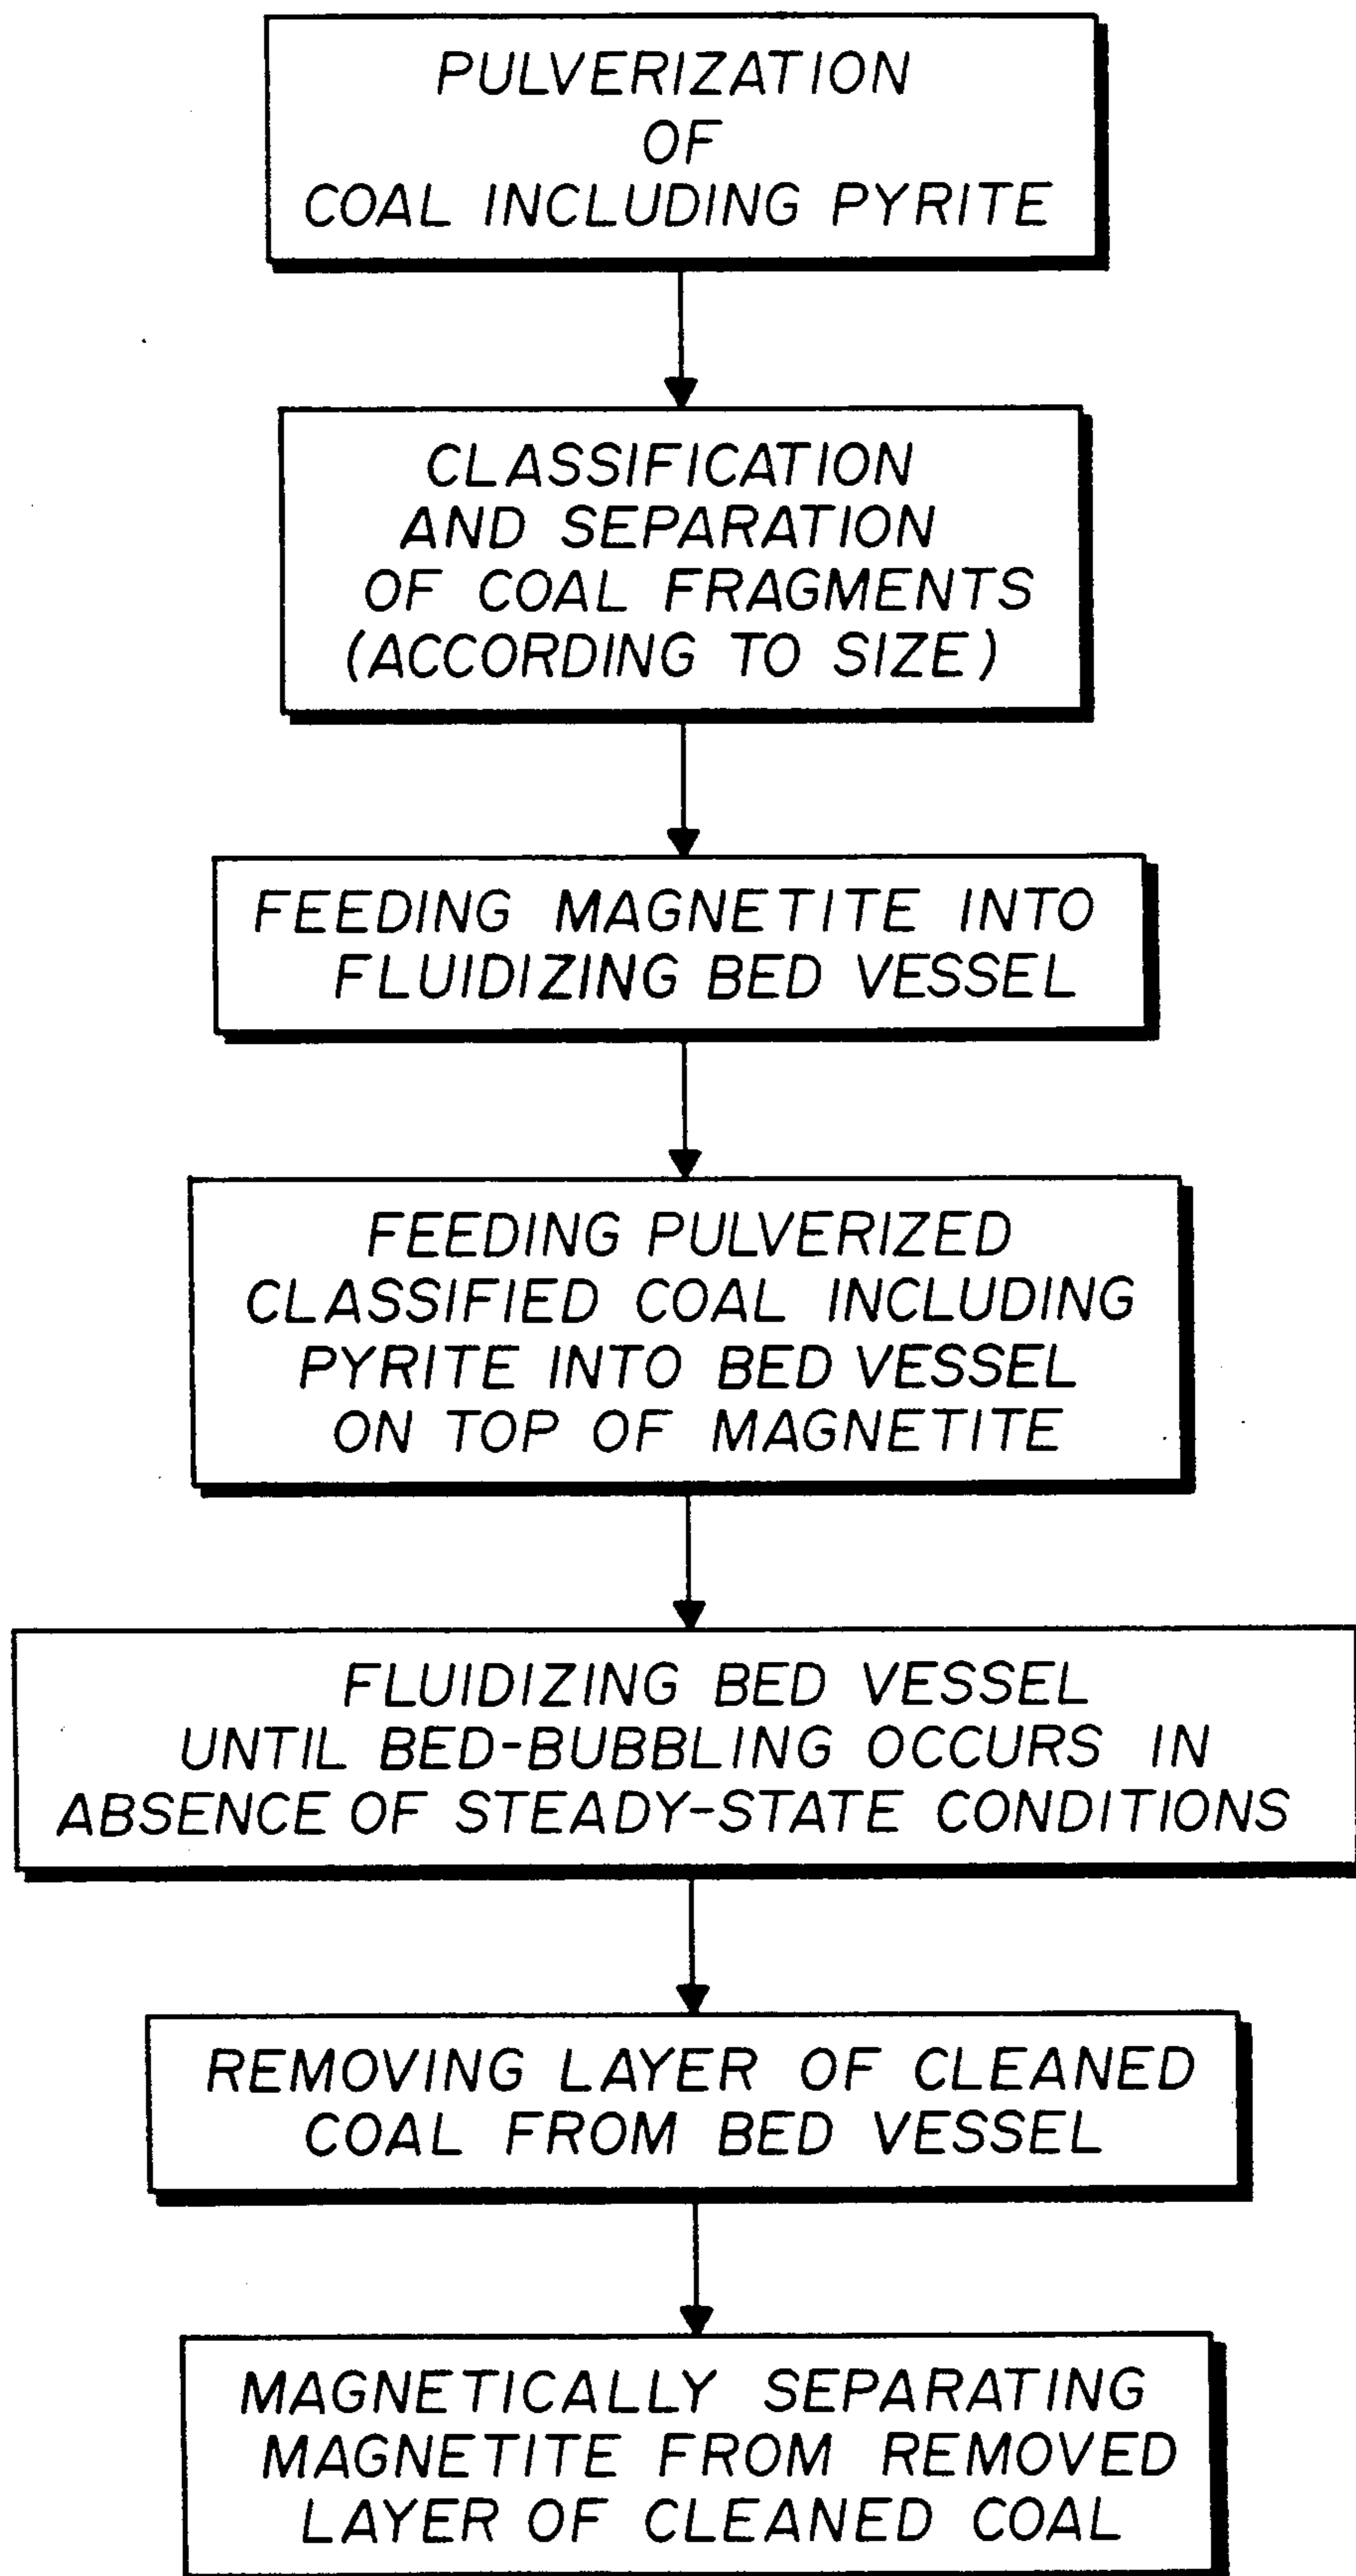 PULVERIZATION
OF
COAL INCLUDING PYRITE
CLASSIFICATION
AND SEPARATION
OF COAL FRAGMENTS
(ACCORDING TO SIZE)
FEEDING MAGNETITE INTO
FLUIDIZING BED VESSEL
FEEDING PULVERIZED
CLASSIFIED COAL INCLUDING
PYRITE INTO BED VESSEL
ON TOP OF MAGNETITE
FLUIDIZING BED VESSEL
UNTIL BED-BUBBLING OCCURS IN
ABSENCE OF STEADY-STATE CONDITIONS
REMOVING LAYER OF CLEANED
COAL FROM BED VESSEL
MAGNETICALLY SEPARATING
MAGNETITE FROM REMOVED
LAYER OF CLEANED COAL